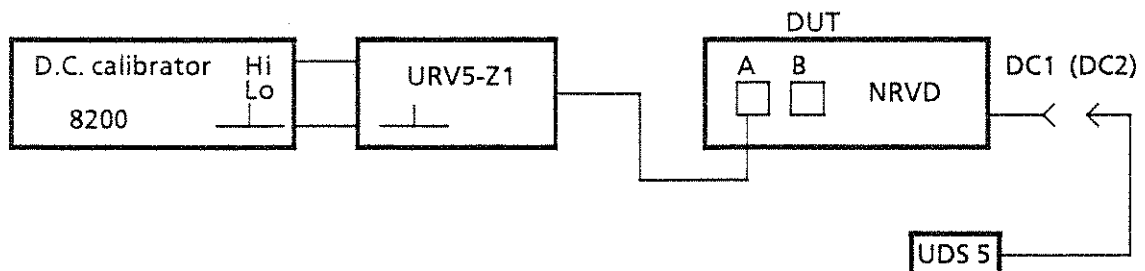 DUT
D.C. calibrator Hi
Lo
8200
URV5-Z1
A B
NRVD
DC1 (DC2)
UDS 5